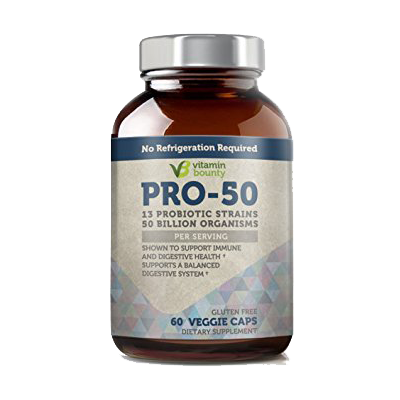 No Refrigeration Required
VB vitamin
bounty
PRO-50
13 PROBIOTIC STRAINS
50 BILLION ORGANISMS
PER SERVING
SHOWN TO SUPPORT IMMUNE
AND DIGESTIVE HEALTH †
SUPPORTS A BALANCED
DIGESTIVE SYSTEM †
GLUTEN FREE
60 VEGGIE CAPS
DIETARY SUPPLEMENT